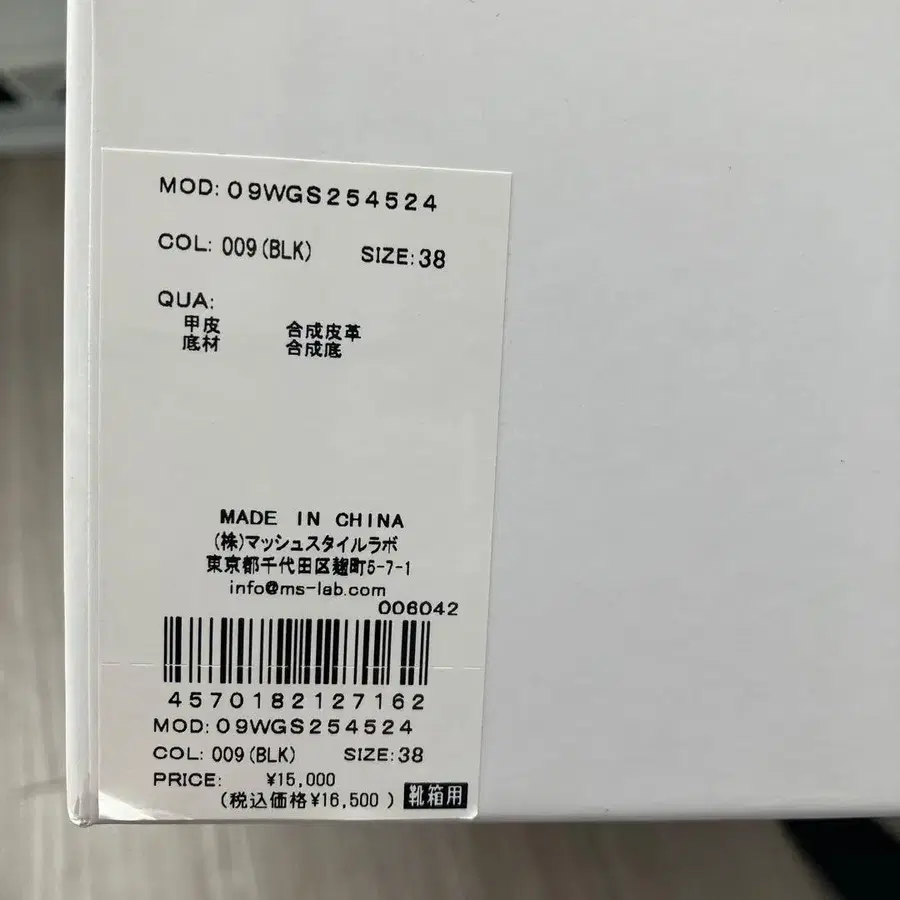 MOD: 09WGS254524
COL: 009(BLK) SIZE:38
QUA:
甲皮 合成皮革
底材 合成底
MADE IN CHINA
(株)マッシュスタイルラボ
東京都千代田区麹町5-7-1
info@ms-lab.com
006042
4570182127162
MOD: 09WGS254524
COL: 009(BLK) SIZE:38
PRICE: ¥15,000
(税込価格¥16,500 ) 靴箱用